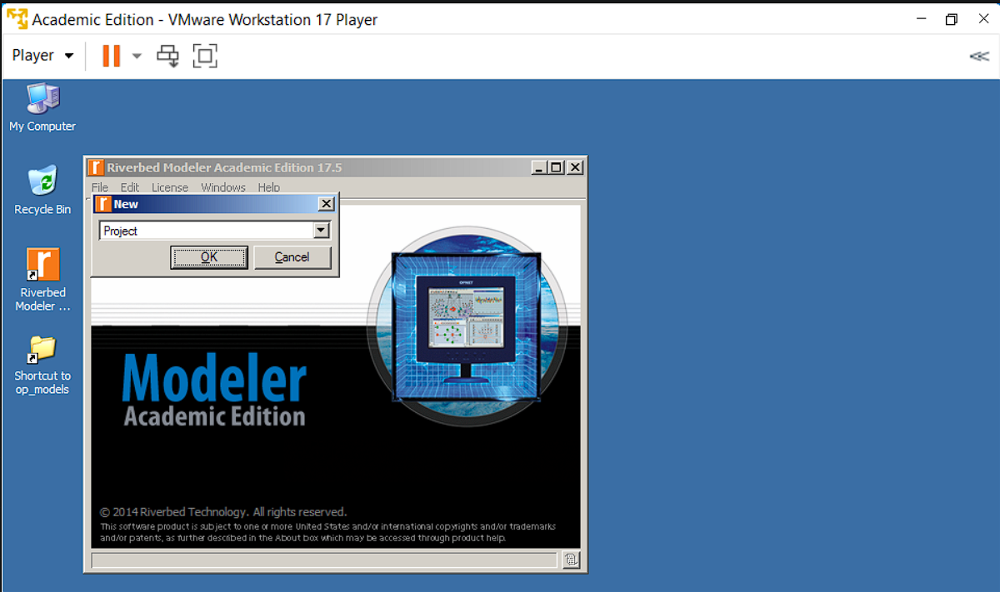 Academic Edition - VMware Workstation 17 Player
Player
My Computer
Recycle Bin
Riverbed
Modeler ...
Shortcut to
op_models
Riverbed Modeler Academic Edition 17.5
File Edit License Windows Help
New
Project
OK Cancel
OPNET
Modeler
Academic Edition
© 2014 Riverbed Technology. All rights reserved.
This software product is subject to one or more United States and/or international copyrights and/or trademarks
and/or patents, as further described in the About box which may be accessed through product help.